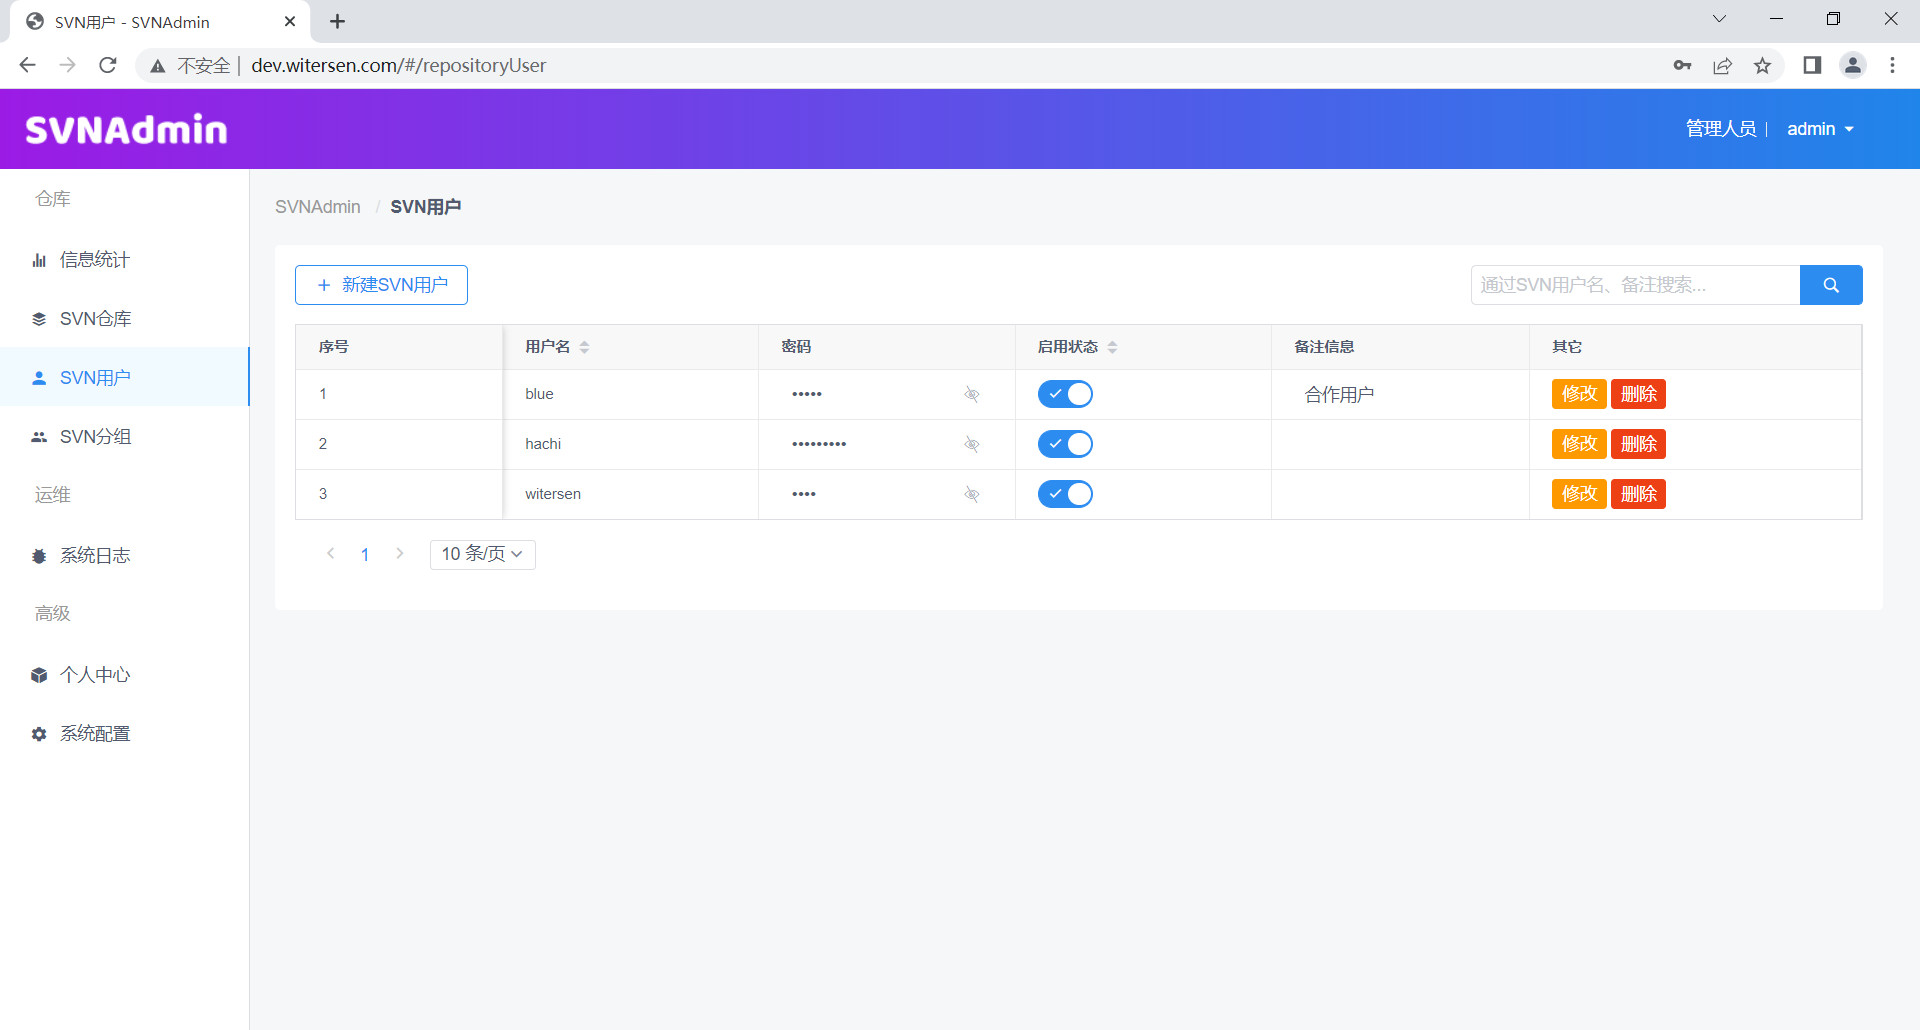 SVN用户 - SVNAdmin
不安全 | dev.witersen.com/#/repositoryUser
SVNAdmin
管理人员 | admin
仓库
信息统计
SVN仓库
SVN用户
SVN分组
运维
系统日志
高级
个人中心
系统配置
SVNAdmin / SVN用户
+ 新建SVN用户
通过SVN用户名、备注搜索...
序号 用户名 密码 启用状态 备注信息 其它
1 blue ••••• 合作用户 修改 删除
2 hachi ••••••••• 修改 删除
3 witersen •••• 修改 删除
1 10 条/页